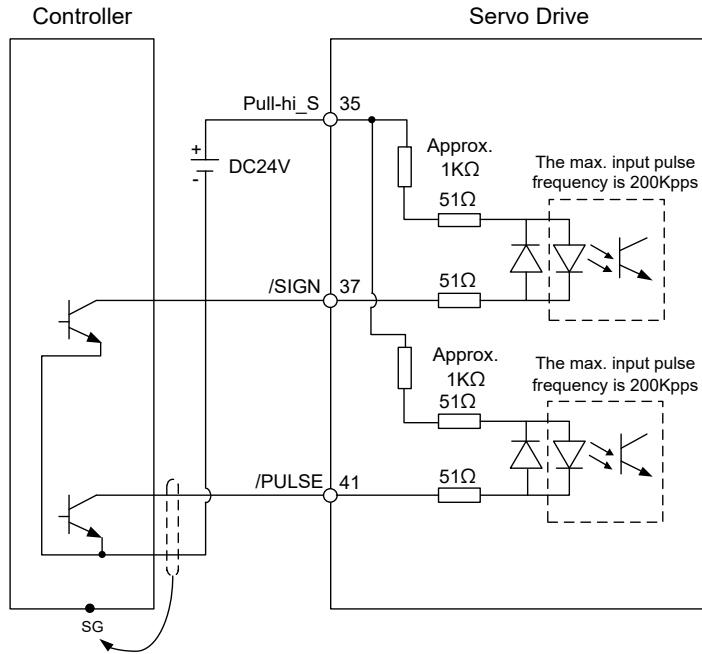 Controller
Servo Drive
Pull-hi_S
35
+
-
DC24V
Approx.
1KΩ
51Ω
The max. input pulse
frequency is 200Kpps
/SIGN
37
51Ω
Approx.
1KΩ
51Ω
The max. input pulse
frequency is 200Kpps
/PULSE
41
51Ω
SG